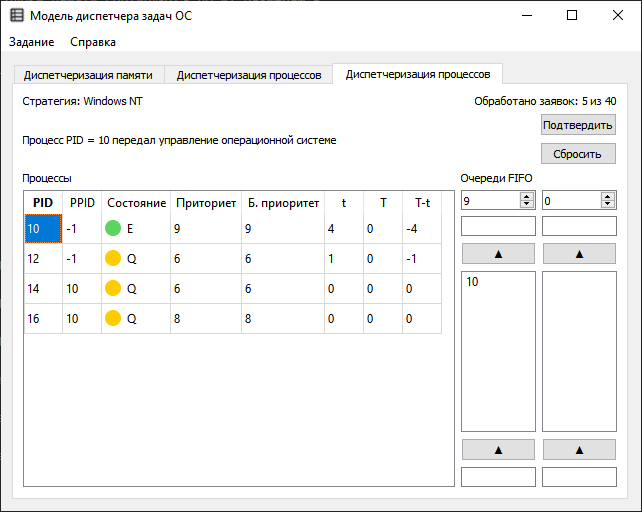 Модель диспетчера задач ОС
Задание Справка
Диспетчеризация памяти Диспетчеризация процессов Диспетчеризация процессов
Стратегия: Windows NT Обработано заявок: 5 из 40
Подтвердить
Процесс PID = 10 передал управление операционной системе
Сбросить
Процессы Очереди FIFO
PID PPID Состояние Приториет Б. приоритет t T T-t
9 0
10 -1 E 9 9 4 0 -4
12 -1 Q 6 6 1 0 -1
▲ ▲
10
14 10 Q 6 6 0 0 0
16 10 Q 8 8 0 0 0
▲ ▲